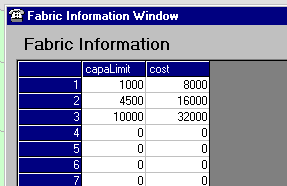 Fabric Information Window
Fabric Information
capaLimit cost
1 1000 8000
2 4500 16000
3 10000 32000
4 0 0
5 0 0
6 0 0
7 0 0